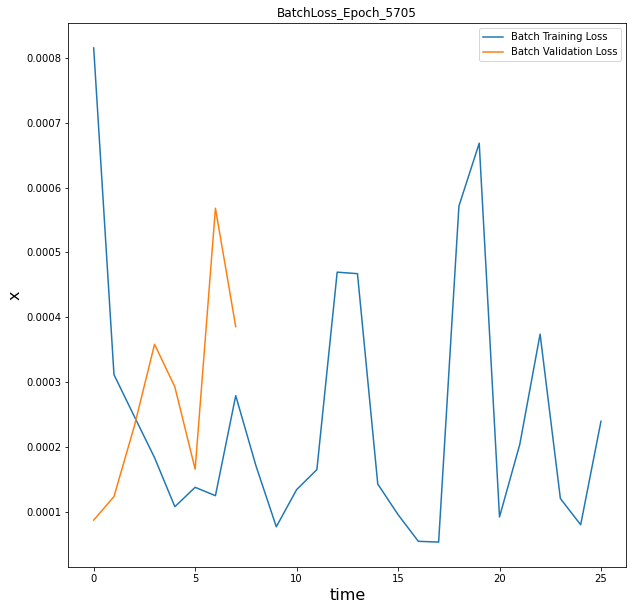 BatchLoss_Epoch_5705
Batch Training Loss
Batch Validation Loss
0.0008
0.0007
0.0006
0.0005
0.0004
0.0003
0.0002
0.0001
x
0 5 10 15 20 25
time